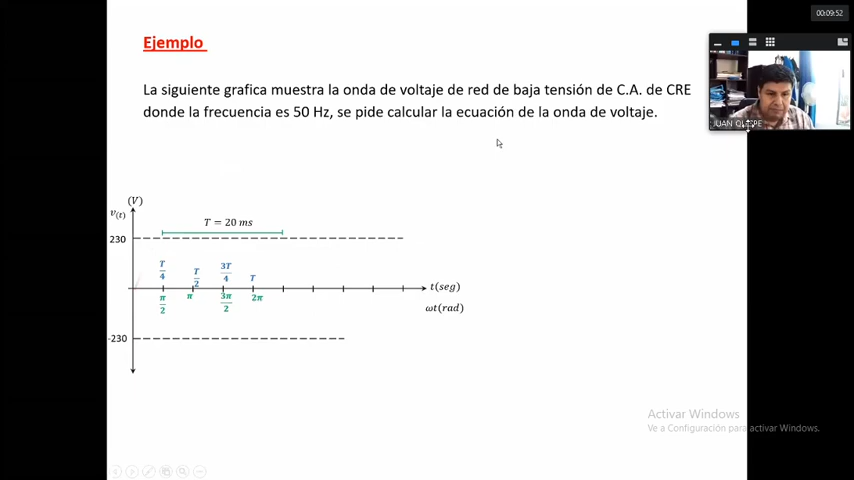 00:09:52
Ejemplo
La siguiente grafica muestra la onda de voltaje de red de baja tensión de C.A. de CRE
donde la frecuencia es 50 Hz, se pide calcular la ecuación de la onda de voltaje.
JUAN
(V)
v(t)
T = 20 ms
230
T/4 T/2 3T/4 T
t(seg)
π/2 π 3π/2 2π
ωt(rad)
-230
Activar Windows
Ve a Configuración para activar Windows.